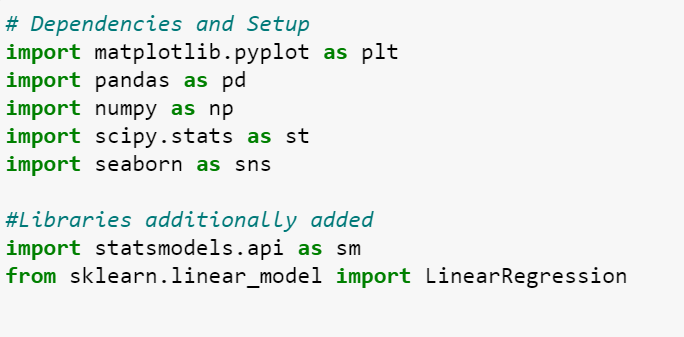 # Dependencies and Setup
import matplotlib.pyplot as plt
import pandas as pd
import numpy as np
import scipy.stats as st
import seaborn as sns
#Libraries additionally added
import statsmodels.api as sm
from sklearn.linear_model import LinearRegression